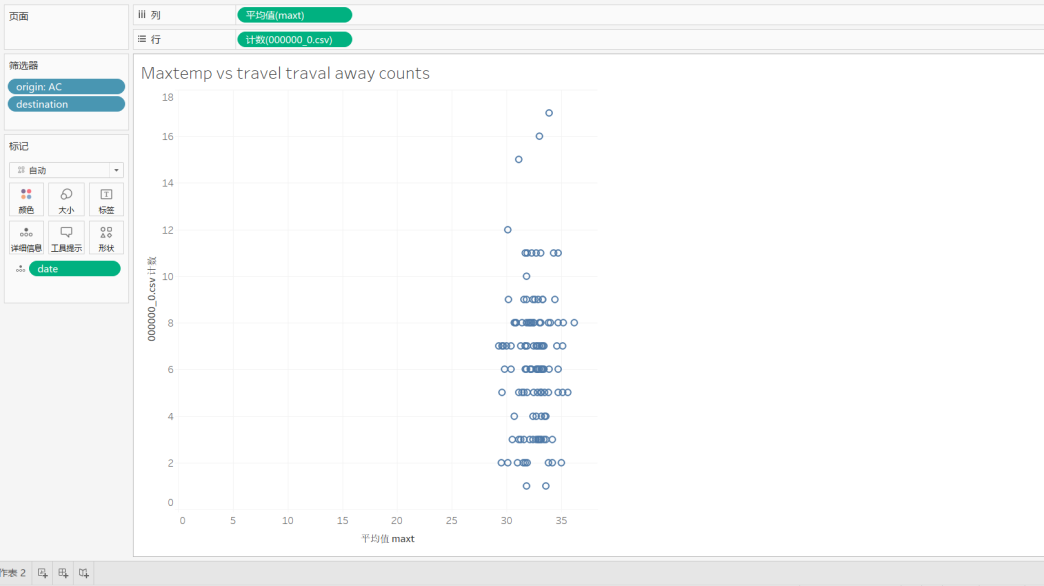 页面
列
平均值(maxt)
行
计数(000000_0.csv)
筛选器
origin: AC
destination
标记
自动
颜色
大小
标签
详细信息
工具提示
形状
date
Maxtemp vs travel traval away counts
18
16
14
12
10
8
6
4
2
0
000000_0.csv 计数
0
5
10
15
20
25
30
35
平均值 maxt
作表 2